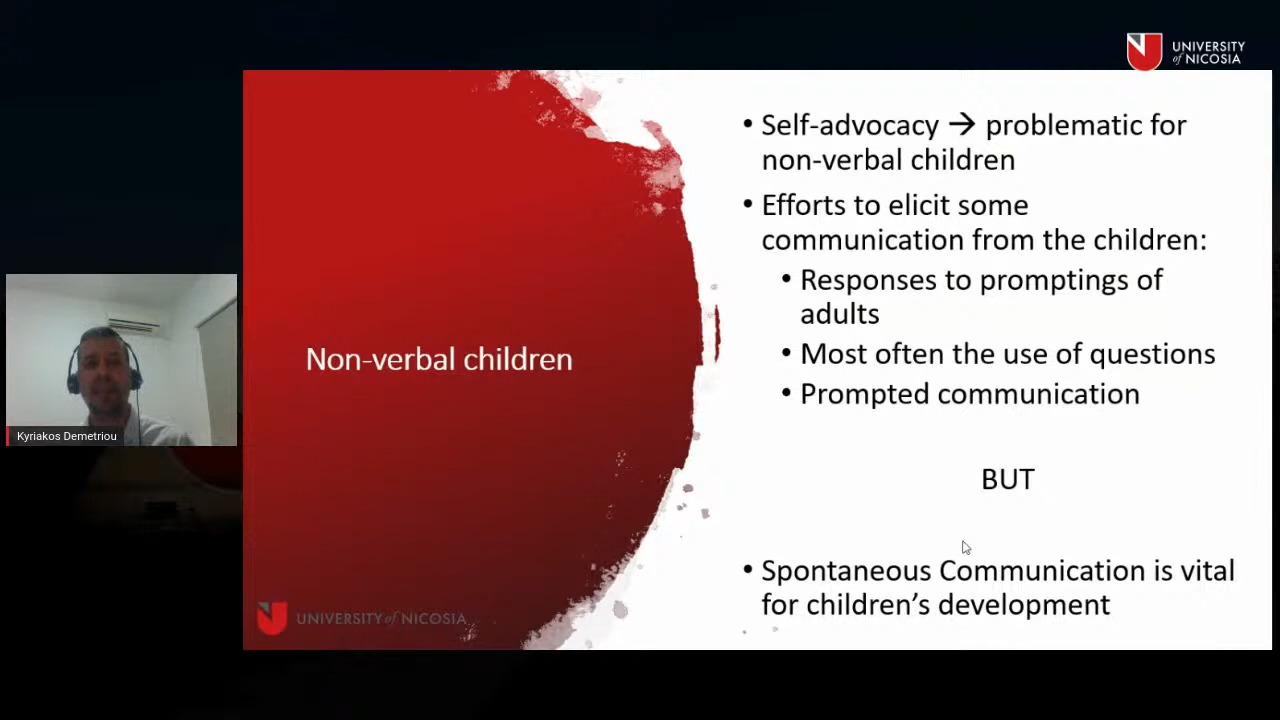 UNIVERSITY
of NICOSIA
• Self-advocacy → problematic for
non-verbal children
• Efforts to elicit some
communication from the children:
• Responses to promptings of
adults
• Most often the use of questions
• Prompted communication
BUT
• Spontaneous Communication is vital
for children's development
Non-verbal children
Kyriakos Demetriou
UNIVERSITY of NICOSIA